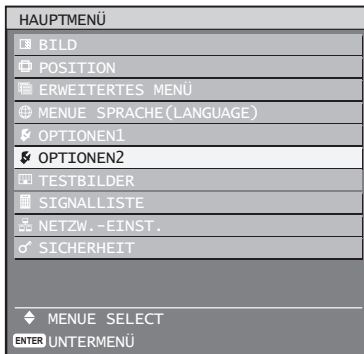 HAUPTMENÜ
BILD
POSITION
ERWEITERTES MENÜ
MENUE SPRACHE(LANGUAGE)
OPTIONEN1
OPTIONEN2
TESTBILDER
SIGNALLISTE
NETZW.-EINST.
SICHERHEIT
MENUE SELECT
ENTER UNTERMENÜ